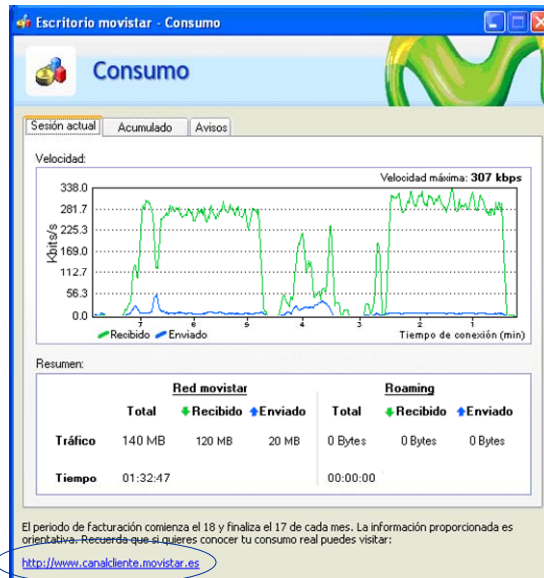 Escritorio movistar - Consumo
Consumo
Sesión actual Acumulado Avisos
Velocidad:
Velocidad máxima: 307 kbps
338.0
281.7
225.3
169.0
112.7
56.3
0.0
Kbits/s
7 6 5 4 3 2 1
Recibido Enviado Tiempo de conexión (min)
Resumen:
Red movistar Roaming
Total Recibido Enviado Total Recibido Enviado
Tráfico 140 MB 120 MB 20 MB 0 Bytes 0 Bytes 0 Bytes
Tiempo 01:32:47 00:00:00
El periodo de facturación comienza el 18 y finaliza el 17 de cada mes. La información proporcionada es
orientativa. Recuerda que si quieres conocer tu consumo real puedes visitar:
http://www.canalcliente.movistar.es